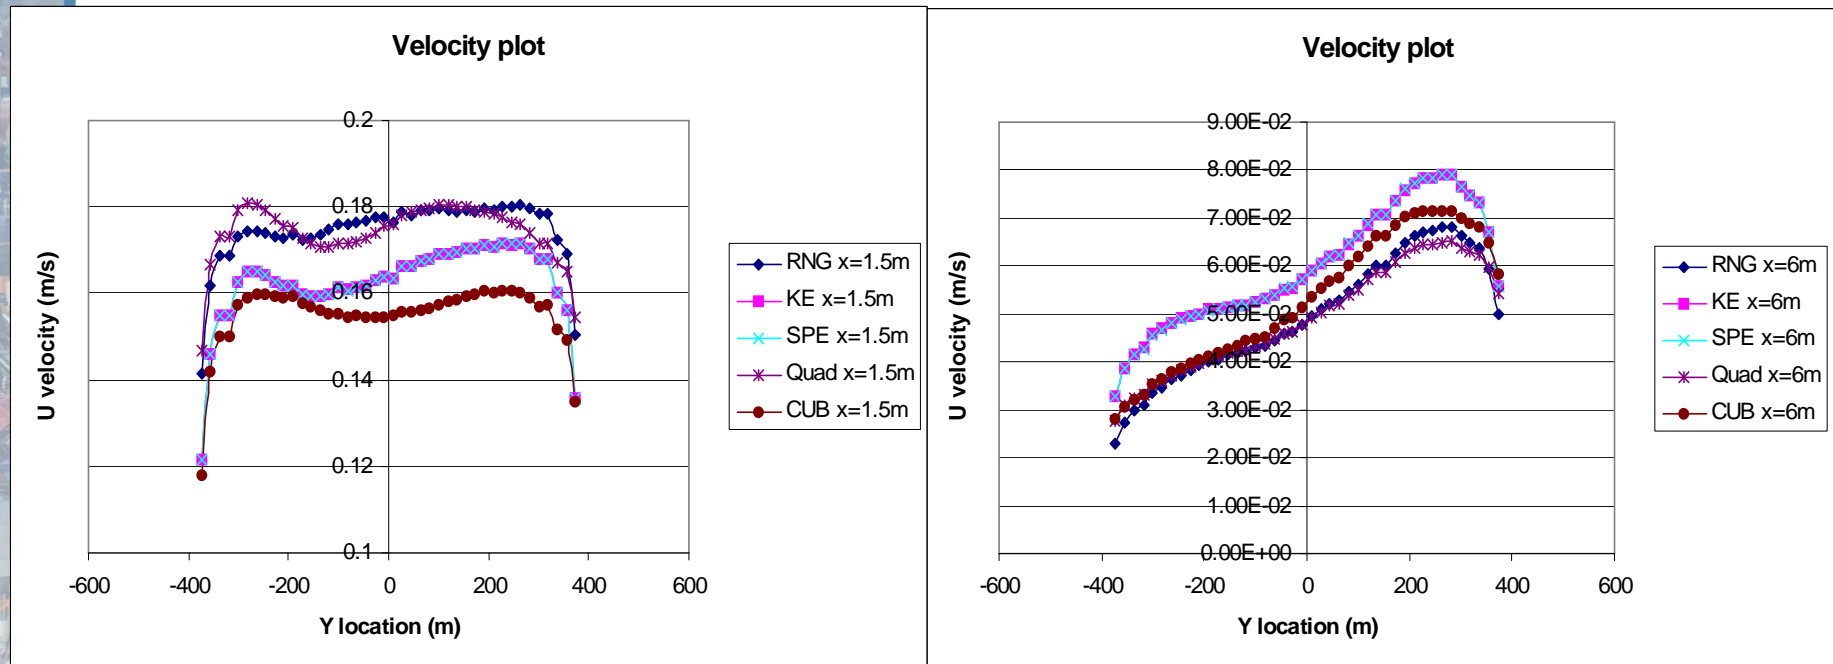 Velocity plot
0.2
0.18
0.16
0.14
0.12
0.1
-600 -400 -200 0 200 400 600
Y location (m)
U velocity (m/s)
RNG x=1.5m
KE x=1.5m
SPE x=1.5m
Quad x=1.5m
CUB x=1.5m
Velocity plot
9.00E-02
8.00E-02
7.00E-02
6.00E-02
5.00E-02
4.00E-02
3.00E-02
2.00E-02
1.00E-02
0.00E+00
-600 -400 -200 0 200 400 600
Y location (m)
U velocity (m/s)
RNG x=6m
KE x=6m
SPE x=6m
Quad x=6m
CUB x=6m